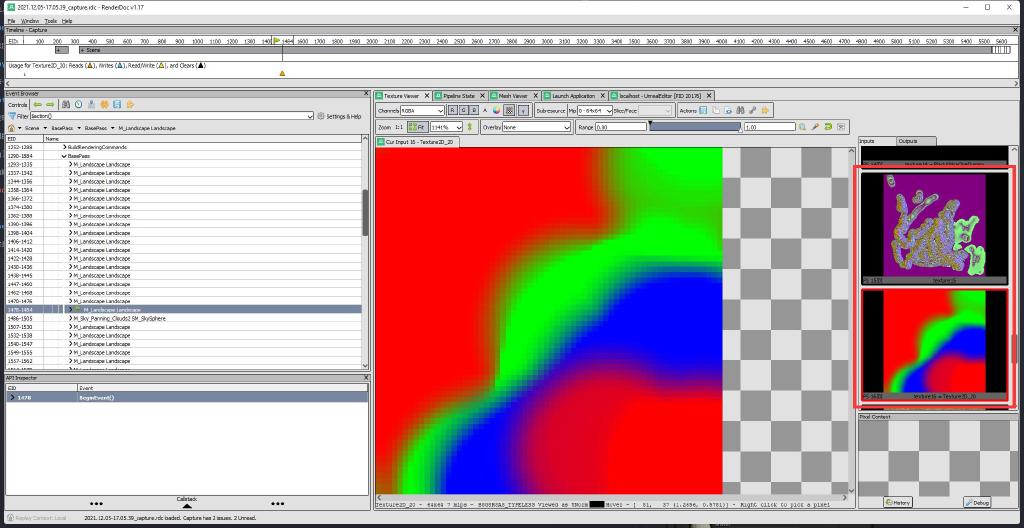 2021.12.05-17.05.39_capture.rdc - RenderDoc v1.17
File Window Tools Help
Timeline - Capture
EID: 100 200 300 400 500 600 700 800 900 1000 1100 1200 1300 1400 1484 1600 1700 1800 1900 2000 2100 2200 2300 2400 2500 2600 2700 2800 2900 3000 3100 3200 3300 3400 3500 3600 3700 3800 3900 4000 4100 4200 4300 4400 4500 4600 4700 4800 4900 5000 5100 5200 5300 5400 5500 5600
+ + Scene
Usage for Texture2D_20: Reads (▲), Writes (▲), Read/Write (▲), and Clears (▲)
Event Browser
Controls
Filter $action() Settings & Help
Scene BasePass BasePass M_Landscape Landscape
EID Name
1252-1288 BuildRenderingCommands
1290-1884 BasePass
1293-1335 M_Landscape Landscape
1337-1342 M_Landscape Landscape
1344-1356 M_Landscape Landscape
1358-1364 M_Landscape Landscape
1366-1372 M_Landscape Landscape
1374-1380 M_Landscape Landscape
1382-1388 M_Landscape Landscape
1390-1396 M_Landscape Landscape
1398-1404 M_Landscape Landscape
1406-1412 M_Landscape Landscape
1414-1420 M_Landscape Landscape
1422-1428 M_Landscape Landscape
1430-1436 M_Landscape Landscape
1438-1445 M_Landscape Landscape
1447-1460 M_Landscape Landscape
1462-1468 M_Landscape Landscape
1470-1476 M_Landscape Landscape
1478-1484 M_Landscape Landscape
1486-1505 M_Sky_Panning_Clouds2 SM_SkySphere
1507-1530 M_Landscape Landscape
1532-1538 M_Landscape Landscape
1540-1547 M_Landscape Landscape
1549-1555 M_Landscape Landscape
1557-1562 M_Landscape Landscape
API Inspector
EID Event
1478 BeginEvent()
Callstack
Replay Context: Local 2021.12.05-17.05.39_capture.rdc loaded. Capture has 2 issues. 2 Unread.
Texture Viewer Pipeline State Mesh Viewer Launch Application localhost - UnrealEditor [PID 20176]
Channels RGBA R G B A Subresource Mip 0 - 64x64 Slice/Face Actions
Zoom 1:1 Fit 1141% Overlay None Range 0.00 1.00
Cur Input 16 - Texture2D_20
Texture2D_20 - 64x64 7 mips - B8G8R8A8_TYPELESS Viewed as UNorm Hover - [ 81, 37 (1.2656, 0.5781)] - Right click to pick a pixel
Inputs Outputs
texture15
texture16 = Texture2D_20
Pixel Context
History Debug